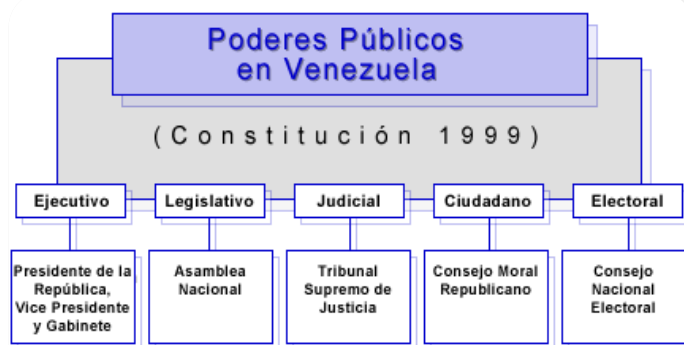 Poderes Públicos
en Venezuela
(Constitución 1999)
Ejecutivo
Legislativo
Judicial
Ciudadano
Electoral
Presidente de la
República,
Vice Presidente
y Gabinete
Asamblea
Nacional
Tribunal
Supremo de
Justicia
Consejo Moral
Republicano
Consejo
Nacional
Electoral